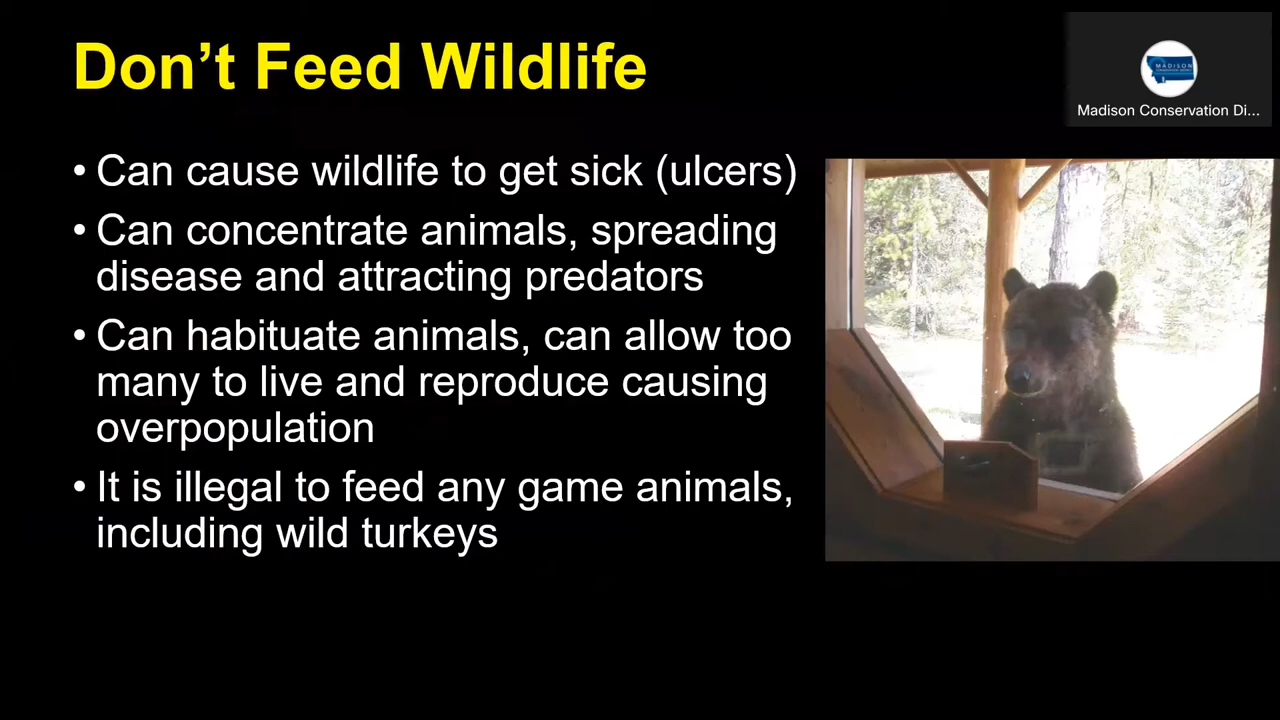 Don’t Feed Wildlife
MADISON
Madison Conservation Di...
• Can cause wildlife to get sick (ulcers)
• Can concentrate animals, spreading
disease and attracting predators
• Can habituate animals, can allow too
many to live and reproduce causing
overpopulation
• It is illegal to feed any game animals,
including wild turkeys